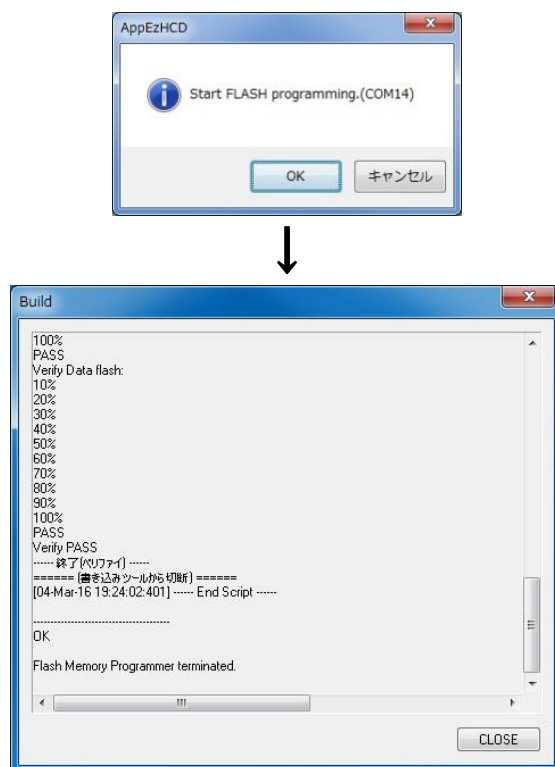 AppEzHCD
Start FLASH programming.(COM14)
OK
キャンセル
Build
100%
PASS
Verify Data flash:
10%
20%
30%
40%
50%
60%
70%
80%
90%
100%
PASS
Verify PASS
------ 終了(ベリファイ) ------
====== (書き込みツールから切断) ======
[04-Mar-16 19:24:02:401] ------ End Script ------
----------------------------------------
OK
Flash Memory Programmer terminated.
CLOSE